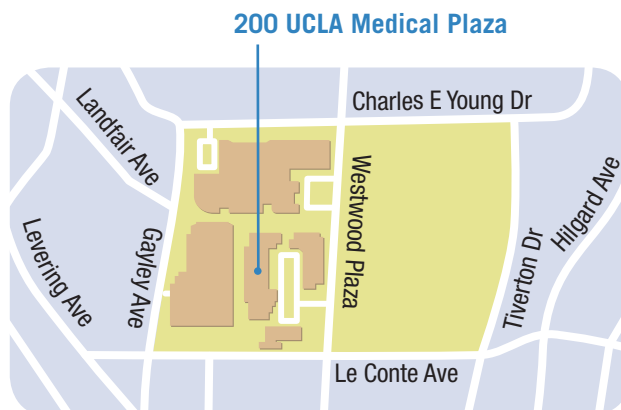 200 UCLA Medical Plaza
Charles E Young Dr
Landfair Ave
Westwood Plaza
Hilgard Ave
Levering Ave
Gayley Ave
Tiverton Dr
Le Conte Ave